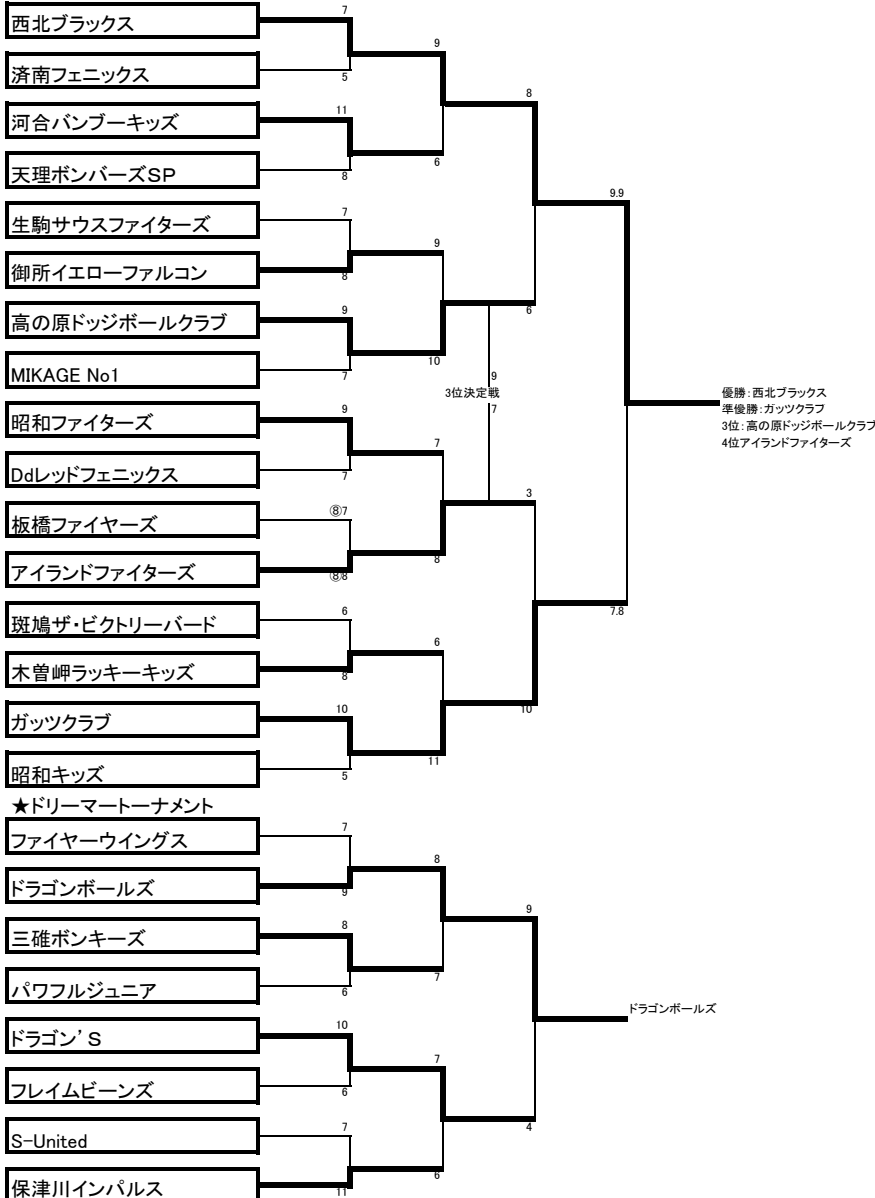 西北ブラックス
7
9
済南フェニックス
5
8
河合バンブーキッズ
11
天理ボンバーズSP
8
6
9.9
生駒サウスファイターズ
7
9
御所イエローファルコン
8
6
高の原ドッジボールクラブ
9
10
MIKAGE No1
7
9
3位決定戦
7
優勝：西北ブラックス
準優勝：ガッツクラブ
3位：高の原ドッジボールクラブ
4位アイランドファイターズ
昭和ファイターズ
9
7
Ddレッドフェニックス
7
3
板橋ファイヤーズ
⑧7
アイランドファイターズ
⑧8
8
斑鳩ザ・ビクトリーバード
6
7.8
木曽岬ラッキーキッズ
8
6
ガッツクラブ
10
10
昭和キッズ
5
11
★ドリーマートーナメント
ファイヤーウイングス
7
8
ドラゴンボールズ
9
9
三碓ボンキーズ
8
パワフルジュニア
6
7
ドラゴンボールズ
ドラゴン’S
10
7
フレイムビーンズ
6
4
S-United
7
保津川インパルス
11
6